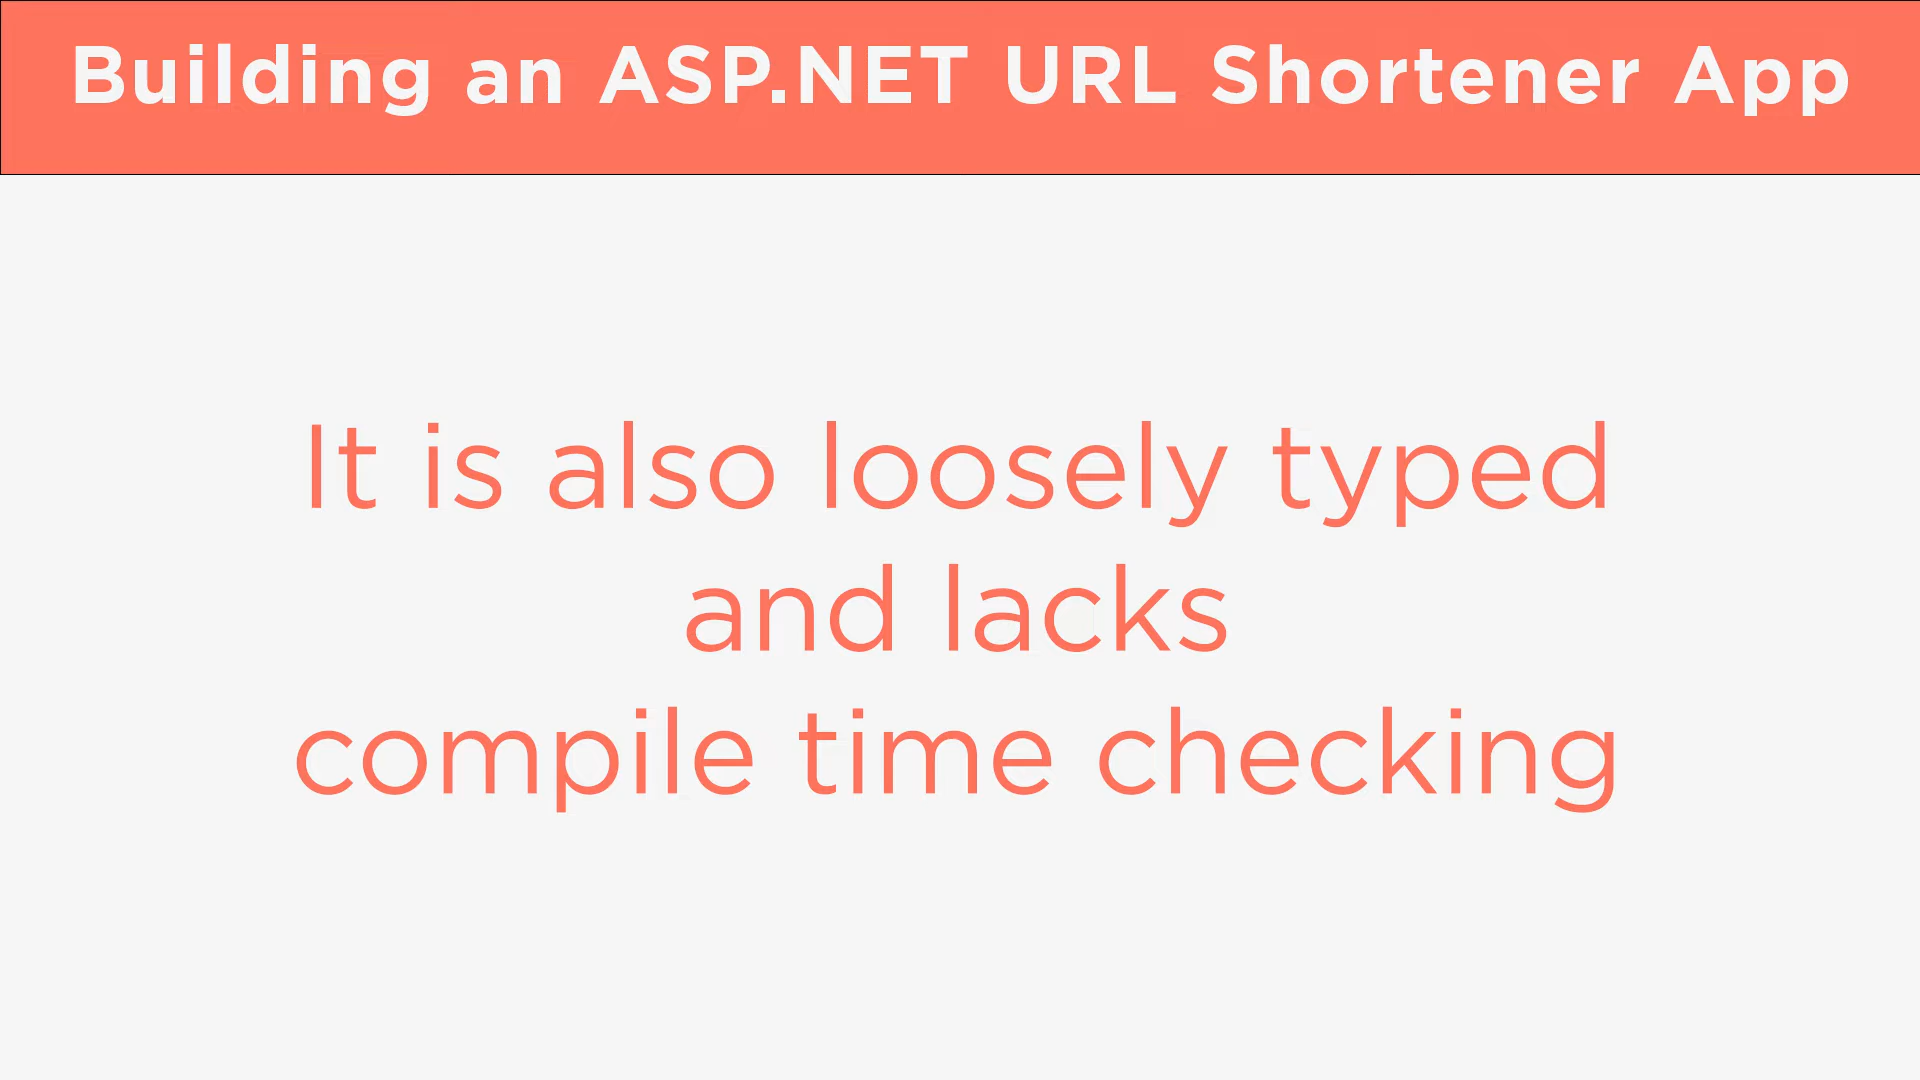 Building an ASP.NET URL Shortener App
It is also loosely typed
and lacks
compile time checking